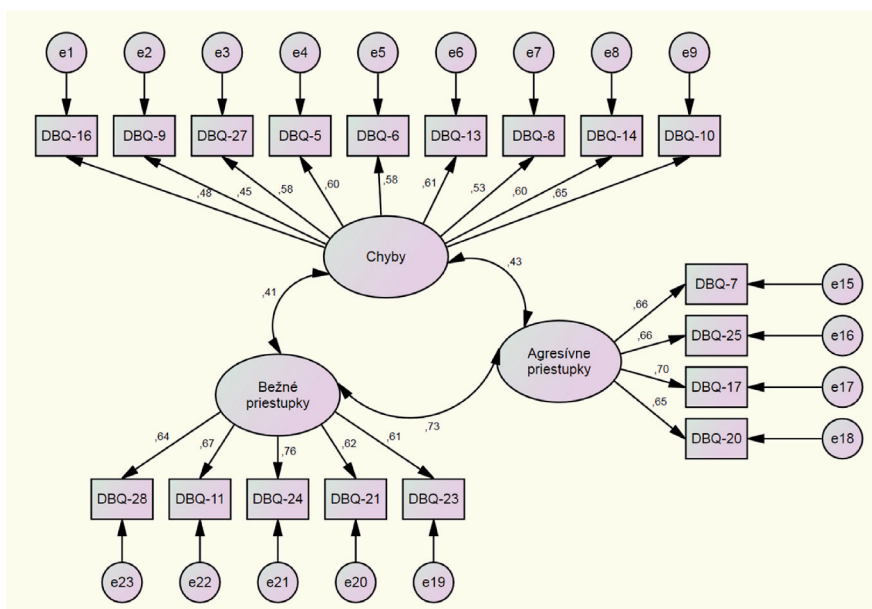 e1 e2 e3 e4 e5 e6 e7 e8 e9
DBQ-16 DBQ-9 DBQ-27 DBQ-5 DBQ-6 DBQ-13 DBQ-8 DBQ-14 DBQ-10
,48 ,45 ,58 ,60 ,58 ,61 ,53 ,60 ,65
Chyby
,41
,43
DBQ-7 e15
,66
DBQ-25 e16
,66
Agresívne
priestupky
DBQ-17 e17
,70
DBQ-20 e18
,65
Bežné
priestupky
,73
,64 ,67 ,76 ,62 ,61
DBQ-28 DBQ-11 DBQ-24 DBQ-21 DBQ-23
e23 e22 e21 e20 e19